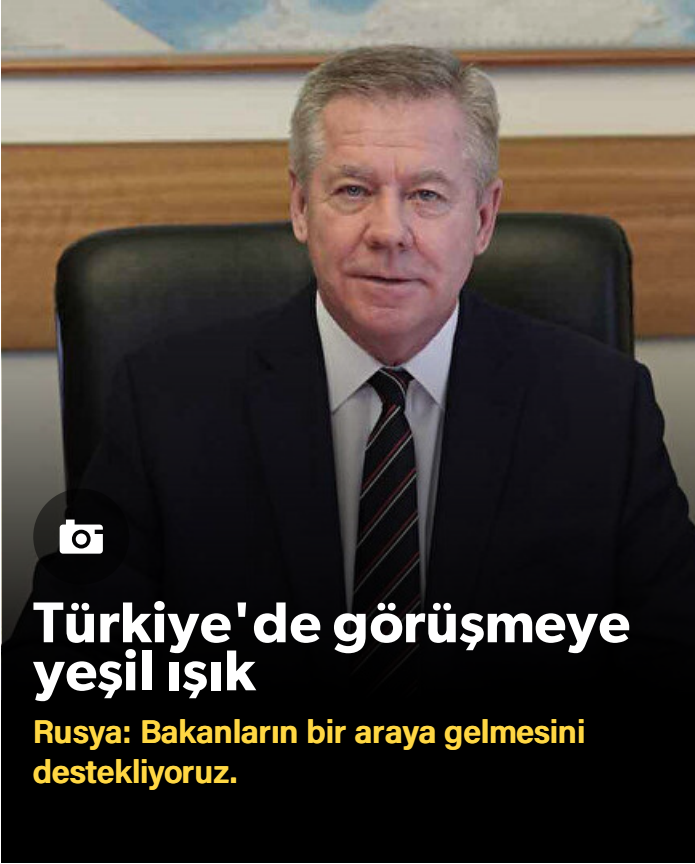 Türkiye'de görüşmeye
yeşil ışık
Rusya: Bakanların bir araya gelmesini
destekliyoruz.